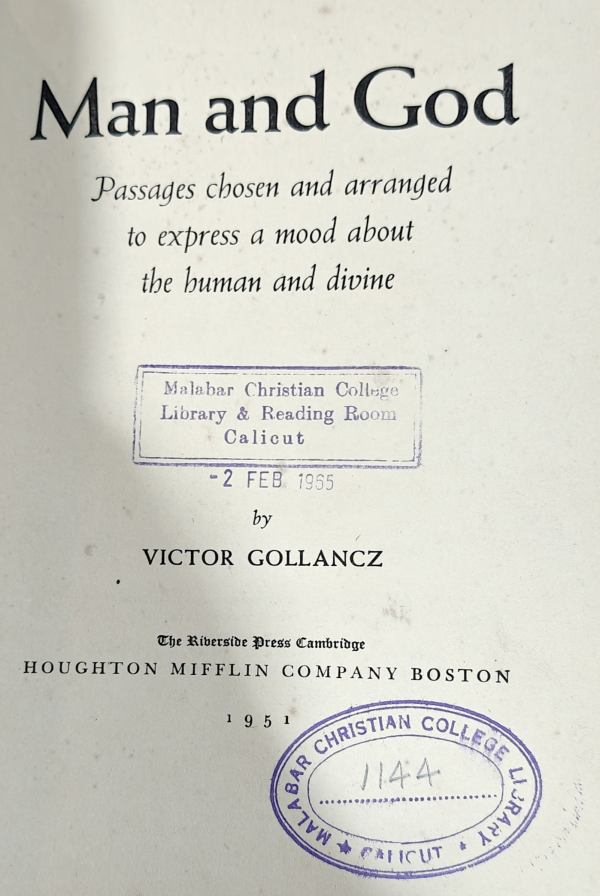 Man and God
Passages chosen and arranged
to express a mood about
the human and divine
Malabar Christian College
Library & Reading Room
Calicut
-2 FEB 1965
by
VICTOR GOLLANCZ
The Riverside Press Cambridge
HOUGHTON MIFFLIN COMPANY BOSTON
1951
MALABAR CHRISTIAN COLLEGE LIBRARY
1144
★ CALICUT ★